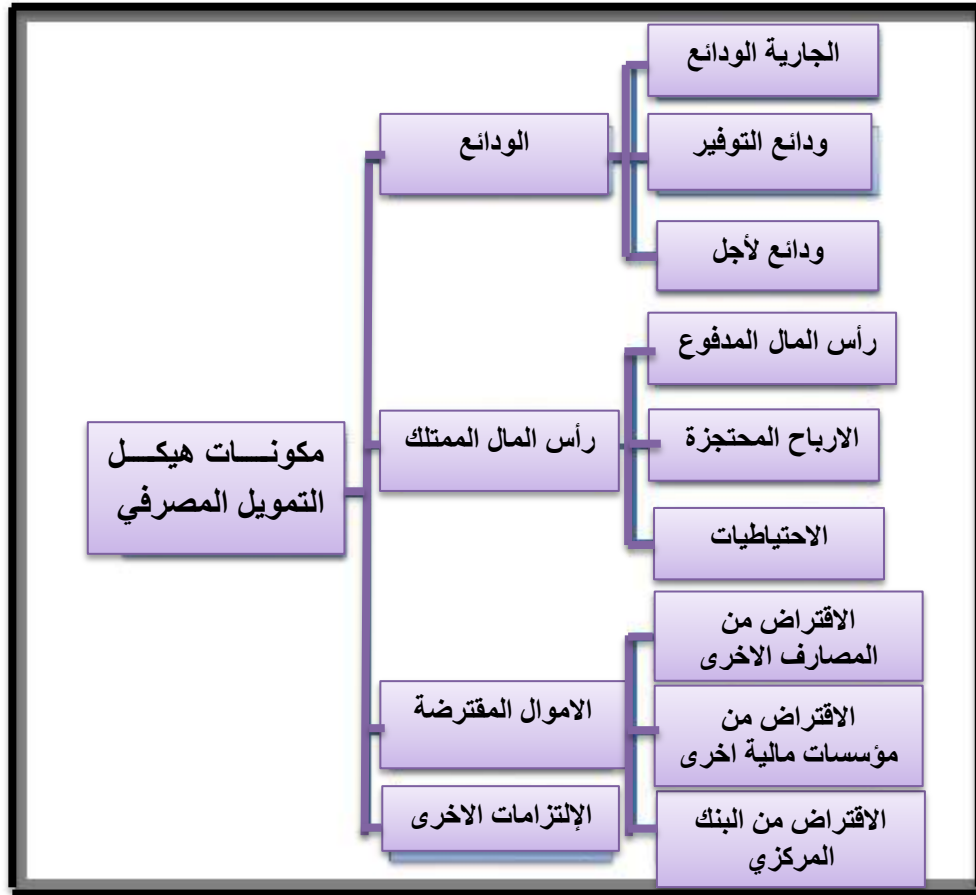 مكونـــات هيكـــل
التمويل المصرفي
الودائع
الجارية الودائع
ودائع التوفير
ودائع لأجل
رأس المال الممتلك
رأس المال المدفوع
الارباح المحتجزة
الاحتياطيات
الاموال المقترضة
الاقتراض من
المصارف الاخرى
الاقتراض من
مؤسسات مالية اخرى
الاقتراض من البنك
المركزي
الإلتزامات الاخرى